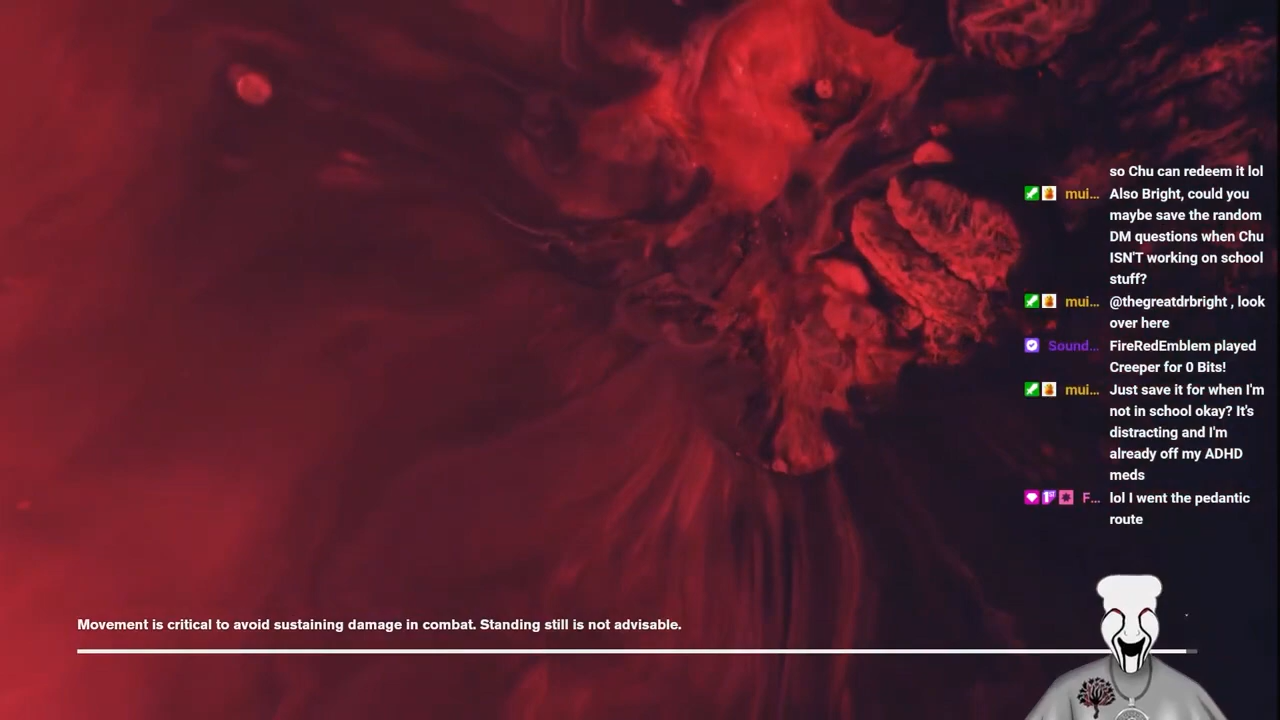 so Chu can redeem it lol
mui... Also Bright, could you
maybe save the random
DM questions when Chu
ISN'T working on school
stuff?
mui... @thegreatdrbright , look
over here
Sound... FireRedEmblem played
Creeper for 0 Bits!
mui... Just save it for when I'm
not in school okay? It's
distracting and I'm
already off my ADHD
meds
F... lol I went the pedantic
route
Movement is critical to avoid sustaining damage in combat. Standing still is not advisable.